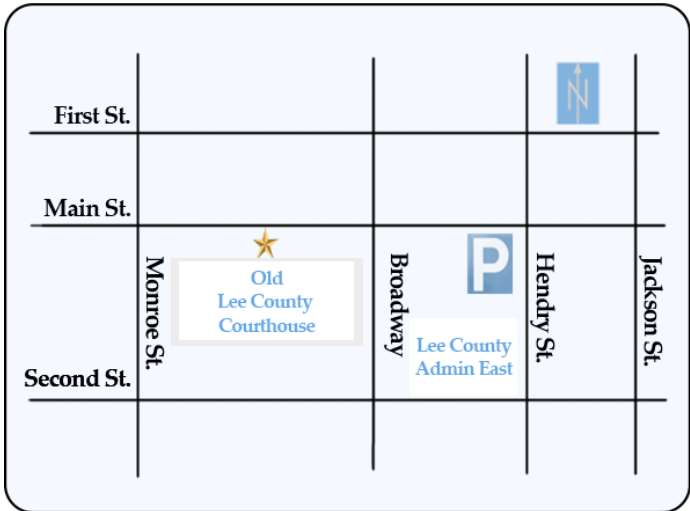 N
First St.
Main St.
Monroe St.
Old
Lee County
Courthouse
Broadway
P
Hendry St.
Jackson St.
Lee County
Admin East
Second St.